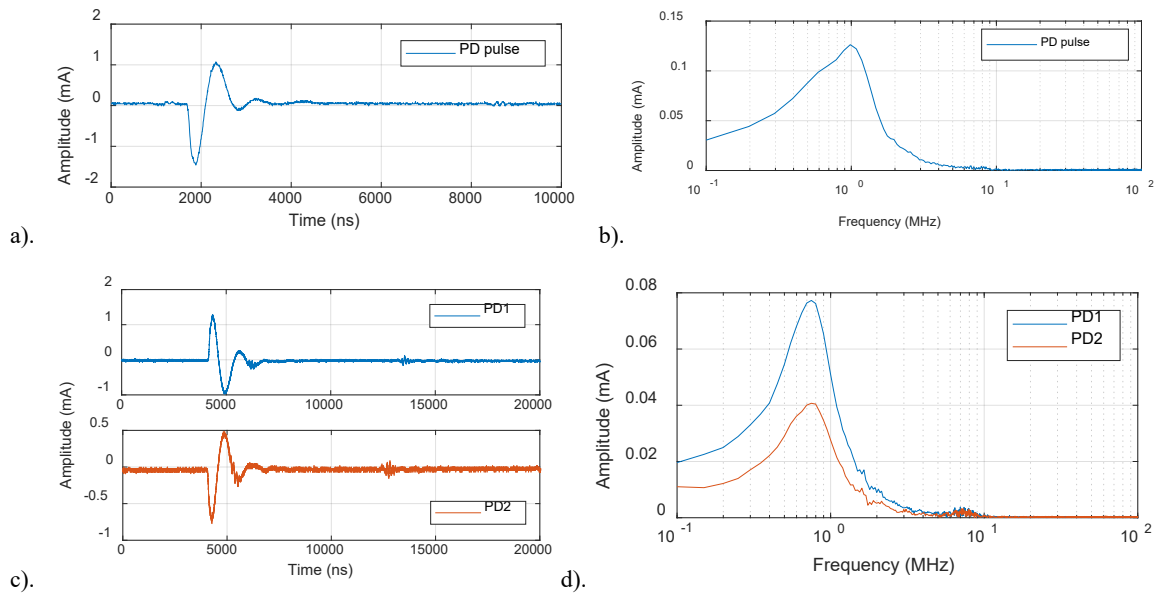 2
1
0
-1
-2
Amplitude (mA)
PD pulse
0 2000 4000 6000 8000 10000
Time (ns)
a).
0.15
0.1
0.05
0
Amplitude (mA)
PD pulse
10 -1 10 0 10 1 10 2
Frequency (MHz)
b).
2
1
0
-1
PD1
0 5000 10000 15000 20000
Amplitude (mA)
0.5
0
-0.5
-1
PD2
0 5000 10000 15000 20000
Time (ns)
c).
0.08
0.06
0.04
0.02
0
Amplitude (mA)
PD1
PD2
10 -1 10 0 10 1 10 2
Frequency (MHz)
d).